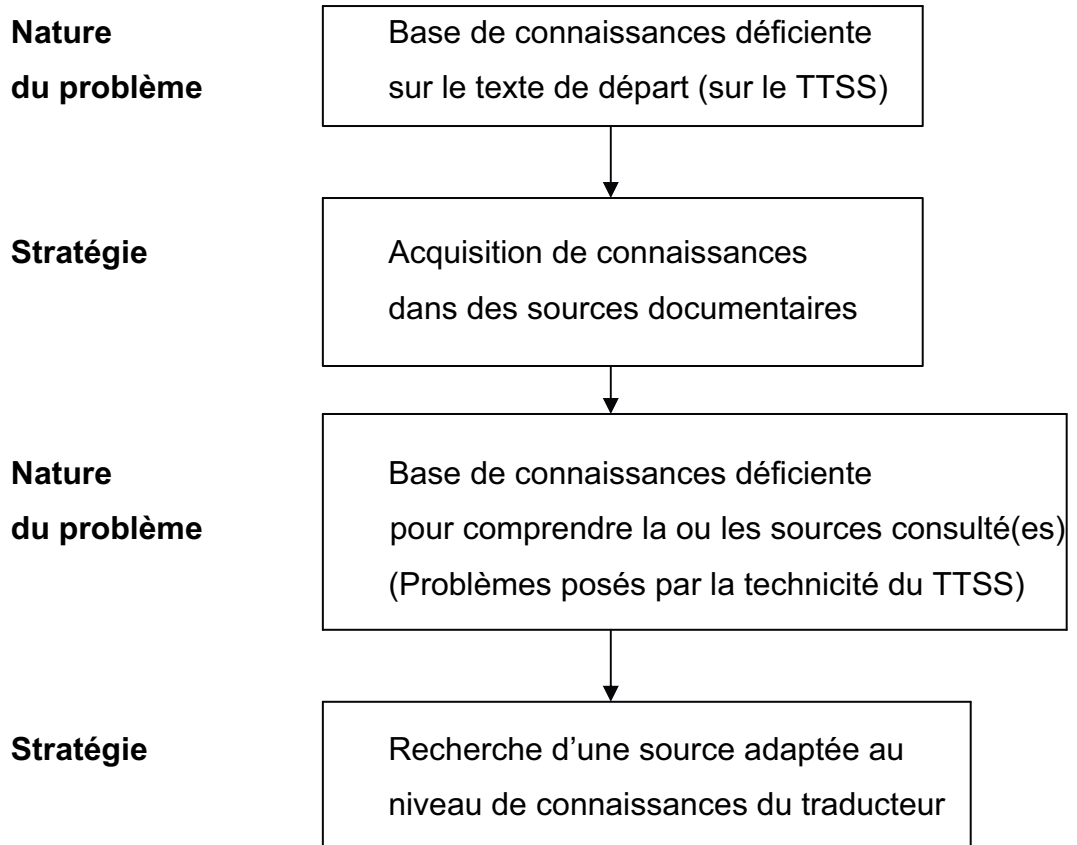 Nature
du problème
Base de connaissances déficiente
sur le texte de départ (sur le TTSS)
Stratégie
Acquisition de connaissances
dans des sources documentaires
Nature
du problème
Base de connaissances déficiente
pour comprendre la ou les sources consulté(es)
(Problèmes posés par la technicité du TTSS)
Stratégie
Recherche d’une source adaptée au
niveau de connaissances du traducteur